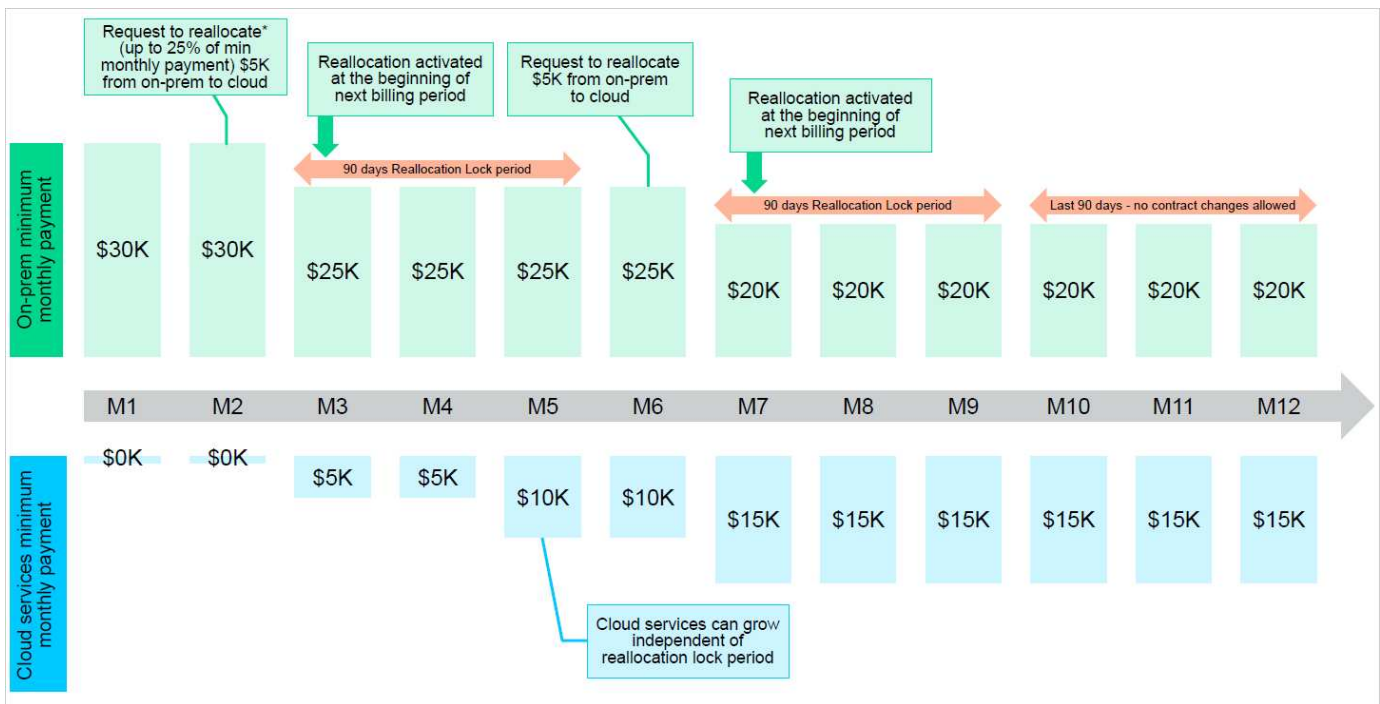 Request to reallocate*
(up to 25% of min
monthly payment) $5K
from on-prem to cloud
Reallocation activated
at the beginning of
next billing period
Request to reallocate
$5K from on-prem
to cloud
Reallocation activated
at the beginning of
next billing period
On-prem minimum
monthly payment
90 days Reallocation Lock period
90 days Reallocation Lock period
Last 90 days - no contract changes allowed
$30K $30K $25K $25K $25K $25K $20K $20K $20K $20K $20K $20K
M1 M2 M3 M4 M5 M6 M7 M8 M9 M10 M11 M12
Cloud services minimum
monthly payment
$0K $0K $5K $5K $10K $10K $15K $15K $15K $15K $15K $15K
Cloud services can grow
independent of
reallocation lock period